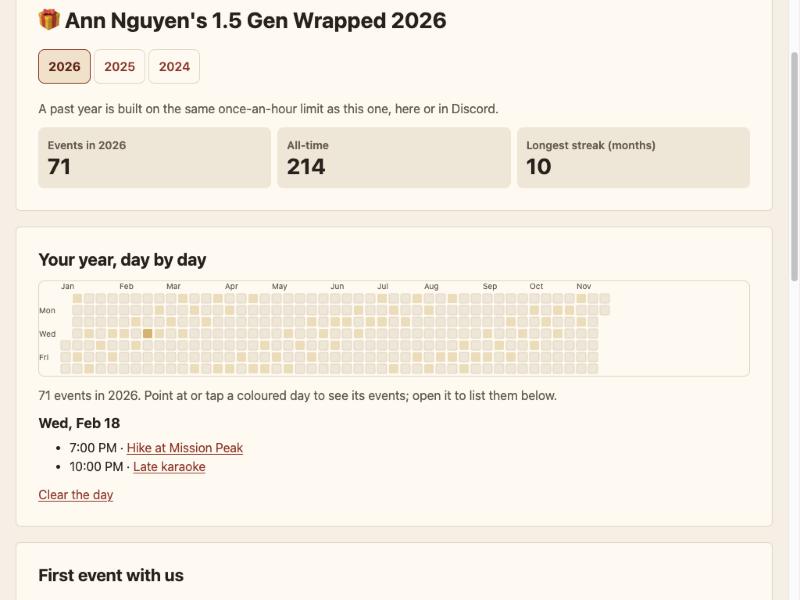 🎁 Ann Nguyen's 1.5 Gen Wrapped 2026
2026 2025 2024
A past year is built on the same once-an-hour limit as this one, here or in Discord.
Events in 2026
71
All-time
214
Longest streak (months)
10
Your year, day by day
Jan Feb Mar Apr May Jun Jul Aug Sep Oct Nov
Mon
Wed
Fri
71 events in 2026. Point at or tap a coloured day to see its events; open it to list them below.
Wed, Feb 18
• 7:00 PM · Hike at Mission Peak
• 10:00 PM · Late karaoke
Clear the day
First event with us